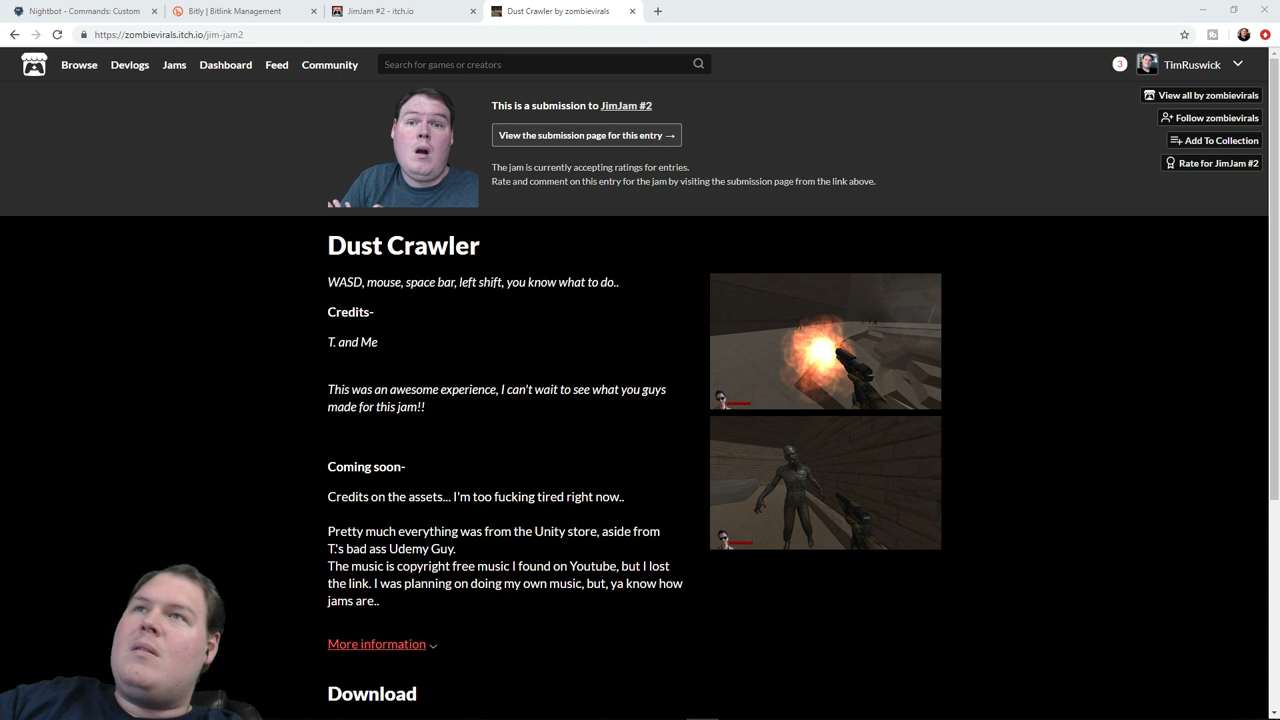 Nightbot - Commands: Custom
Bitly | Bitlink Management
JimJam #2 - itch.io
Dust Crawler by zombievirals
https://zombievirals.itch.io/jim-jam2
Browse
Devlogs
Jams
Dashboard
Feed
Community
Search for games or creators
3
TimRuswick
This is a submission to JimJam #2
View the submission page for this entry →
The jam is currently accepting ratings for entries.
Rate and comment on this entry for the jam by visiting the submission page from the link above.
View all by zombievirals
Follow zombievirals
Add To Collection
Rate for JimJam #2
Dust Crawler
WASD, mouse, space bar, left shift, you know what to do..
Credits-
T. and Me
This was an awesome experience, I can't wait to see what you guys
made for this jam!!
Coming soon-
Credits on the assets... I'm too fucking tired right now..
Pretty much everything was from the Unity store, aside from
T.'s bad ass Udemy Guy.
The music is copyright free music I found on Youtube, but I lost
the link. I was planning on doing my own music, but, ya know how
jams are..
More information
Download